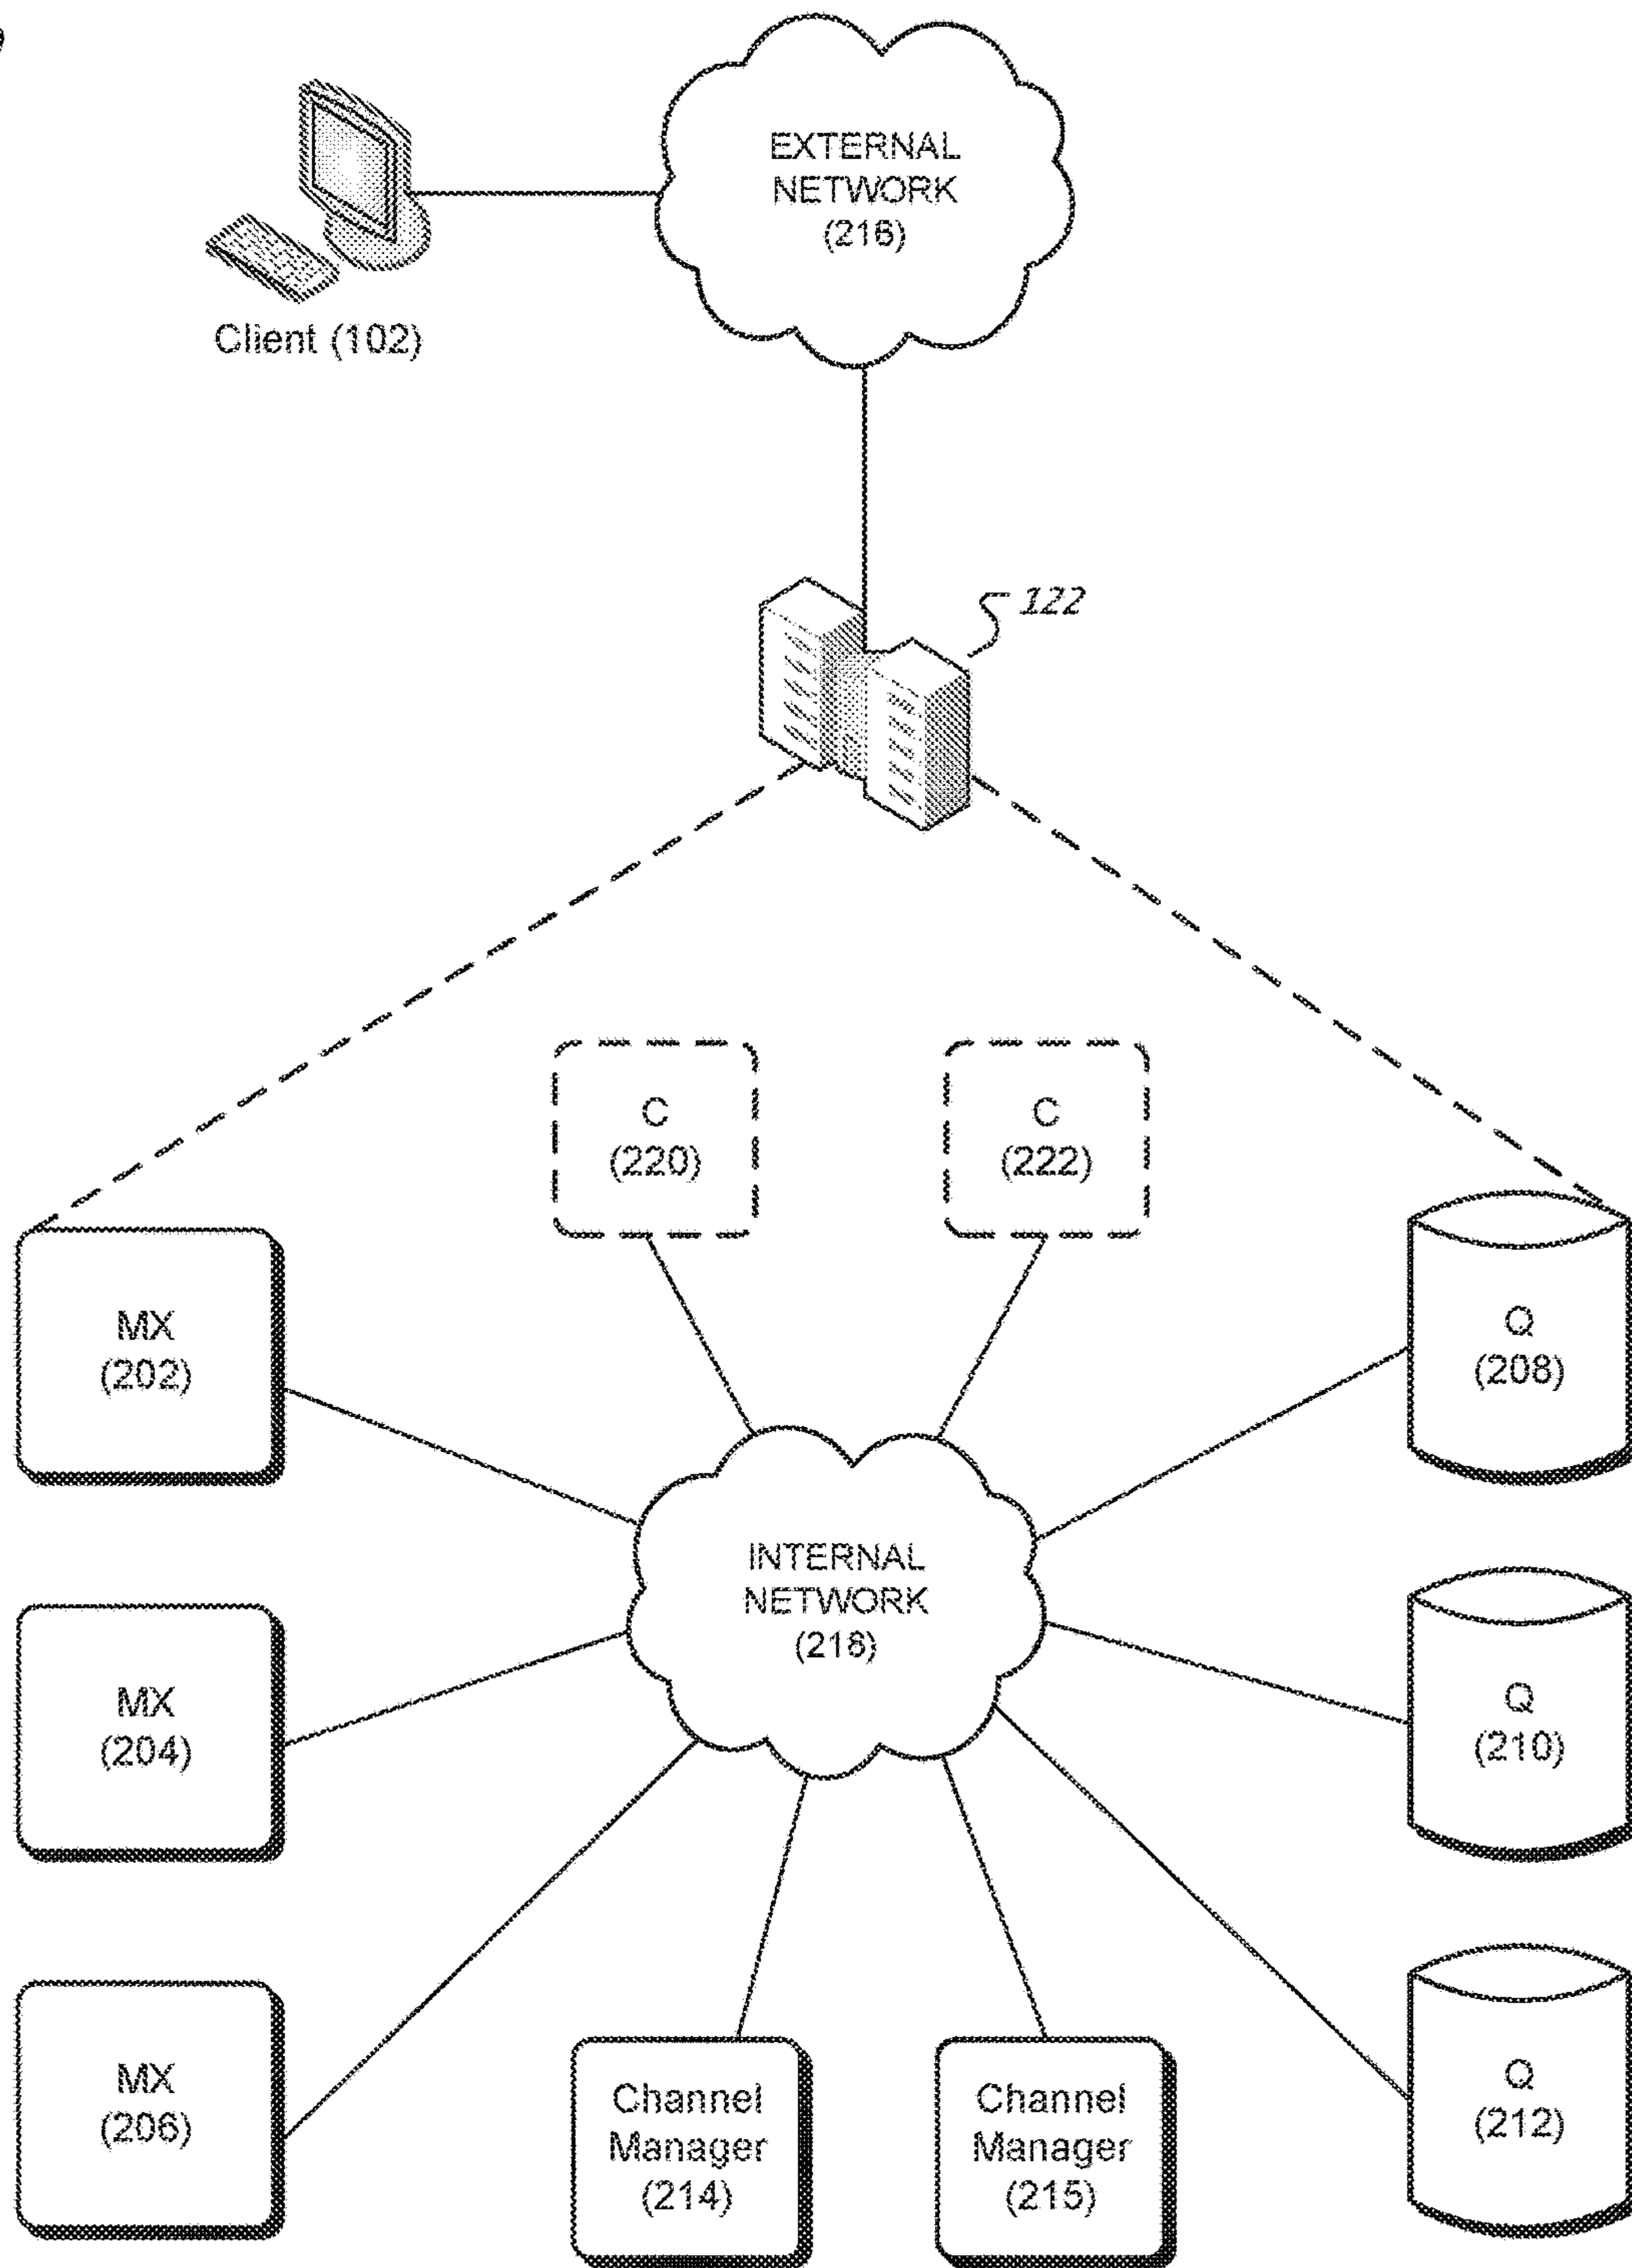 EXTERNAL
NETWORK
(216)
Client (102)
122
C
(220)
C
(222)
MX
(202)
Q
(208)
INTERNAL
NETWORK
(218)
MX
(204)
Q
(210)
MX
(206)
Channel
Manager
(214)
Channel
Manager
(215)
Q
(212)